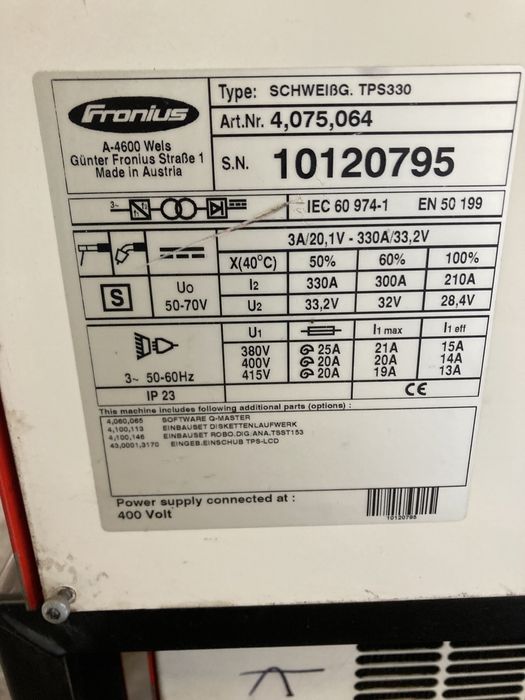 Fronius
A-4600 Wels
Günter Fronius Straße 1
Made in Austria
Type: SCHWEIßG. TPS330
Art.Nr. 4,075,064
S.N. 10120795
3~
IEC 60 974-1 EN 50 199
3A/20,1V - 330A/33,2V
X(40°C) 50% 60% 100%
S
Uo
50-70V
I2 330A 300A 210A
U2 33,2V 32V 28,4V
U1 I1 max I1 eff
380V 25A 21A 15A
400V 20A 20A 14A
415V 20A 19A 13A
3~ 50-60Hz
IP 23
CE
This machine includes following additional parts (options) :
4,060,065 SOFTWARE Q-MASTER
4,100,113 EINBAUSET DISKETTENLAUFWERK
4,100,146 EINBAUSET ROBO.DIG/ANA.TSST153
43,0001,3170 EINGEB.EINSCHUB TPS-LCD
Power supply connected at :
400 Volt
10120795